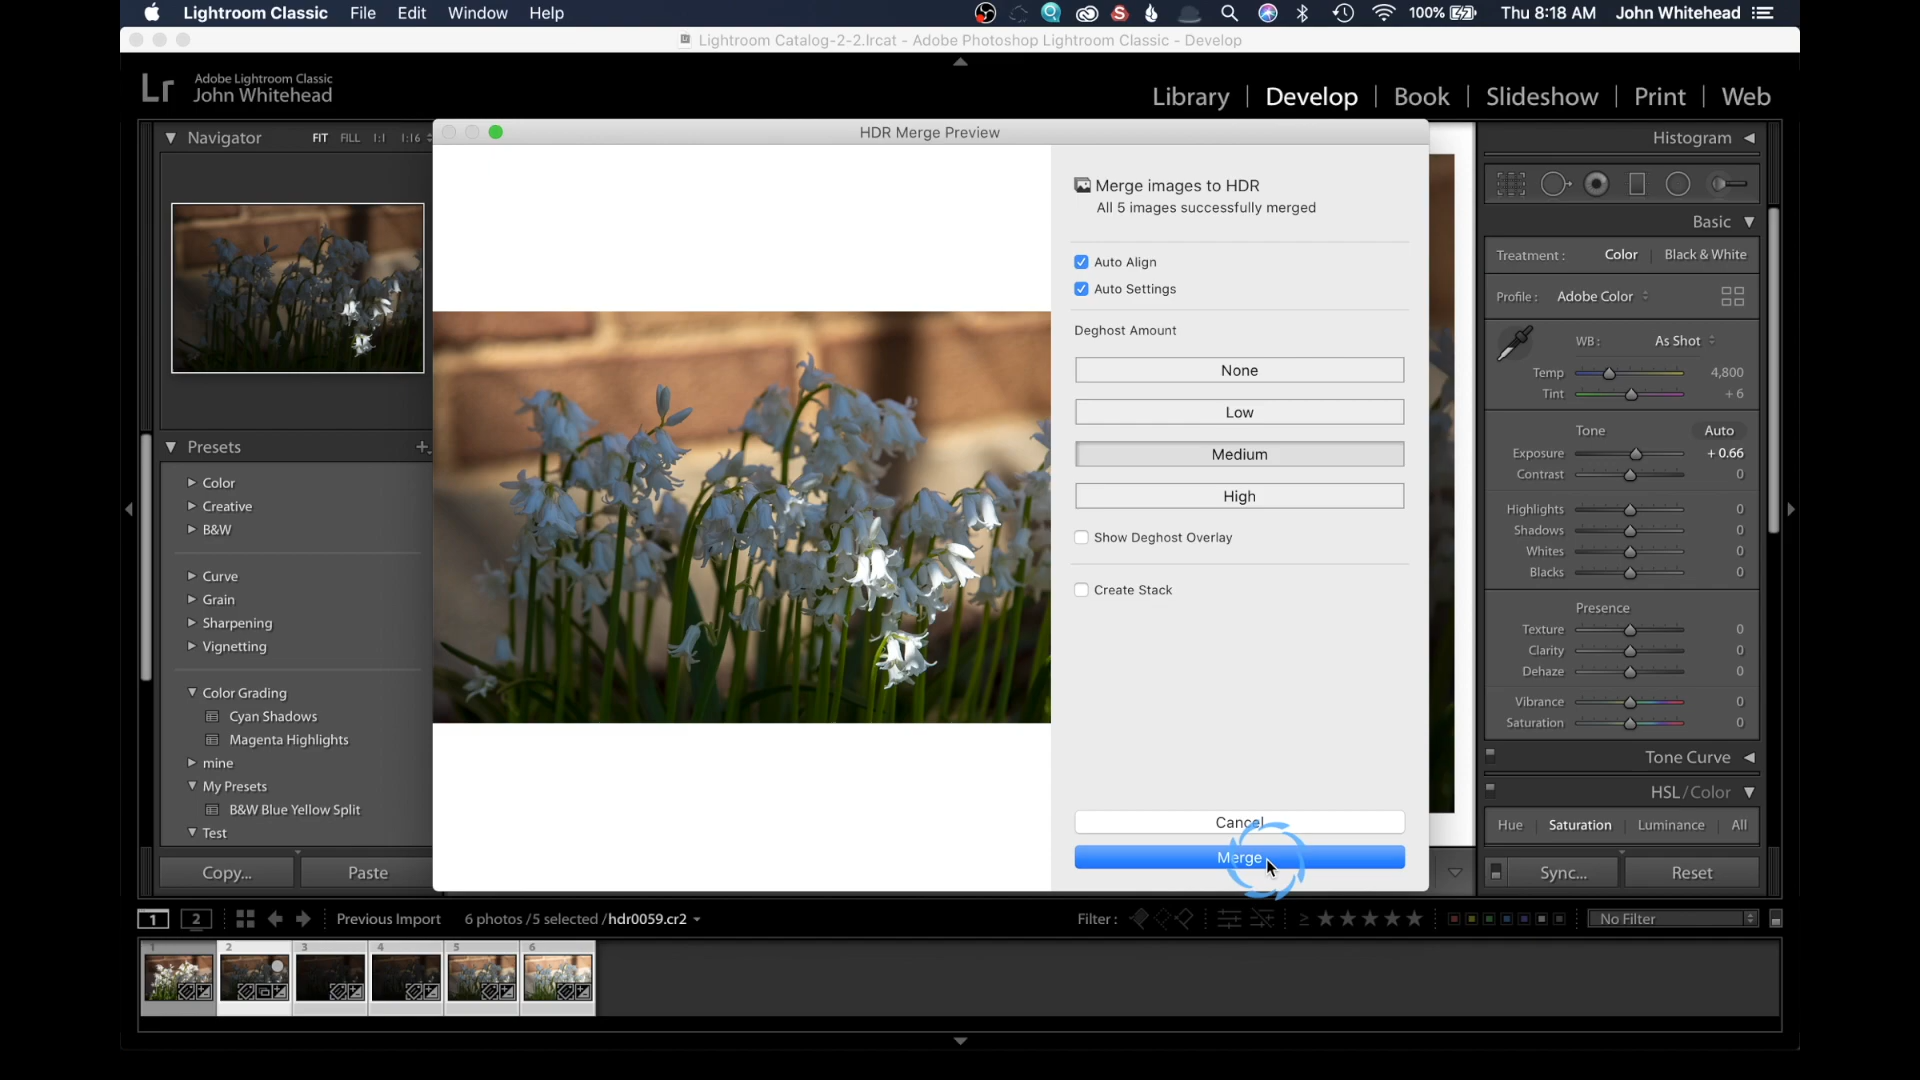 Lightroom Classic File Edit Window Help 100% Thu 8:18 AM John Whitehead
Lightroom Catalog-2-2.lrcat - Adobe Photoshop Lightroom Classic - Develop
Lr Adobe Lightroom Classic
John Whitehead
Library | Develop | Book | Slideshow | Print | Web
Navigator FIT FILL 1:1 1:16
HDR Merge Preview
Merge images to HDR
All 5 images successfully merged
Auto Align
Auto Settings
Deghost Amount
None
Low
Medium
High
Show Deghost Overlay
Create Stack
Cancel
Merge
Presets +
Color
Creative
B&W
Curve
Grain
Sharpening
Vignetting
Color Grading
Cyan Shadows
Magenta Highlights
mine
My Presets
B&W Blue Yellow Split
Test
Copy... Paste
Histogram
Basic
Treatment : Color Black & White
Profile : Adobe Color
WB : As Shot
Temp 4,800
Tint + 6
Tone Auto
Exposure + 0.66
Contrast 0
Highlights 0
Shadows 0
Whites 0
Blacks 0
Presence
Texture 0
Clarity 0
Dehaze 0
Vibrance 0
Saturation 0
Tone Curve
HSL / Color
Hue Saturation Luminance All
Sync... Reset
1 2 Previous Import 6 photos / 5 selected / hdr0059.cr2 Filter : ≥ ★★★★★ No Filter
1 2 3 4 5 6